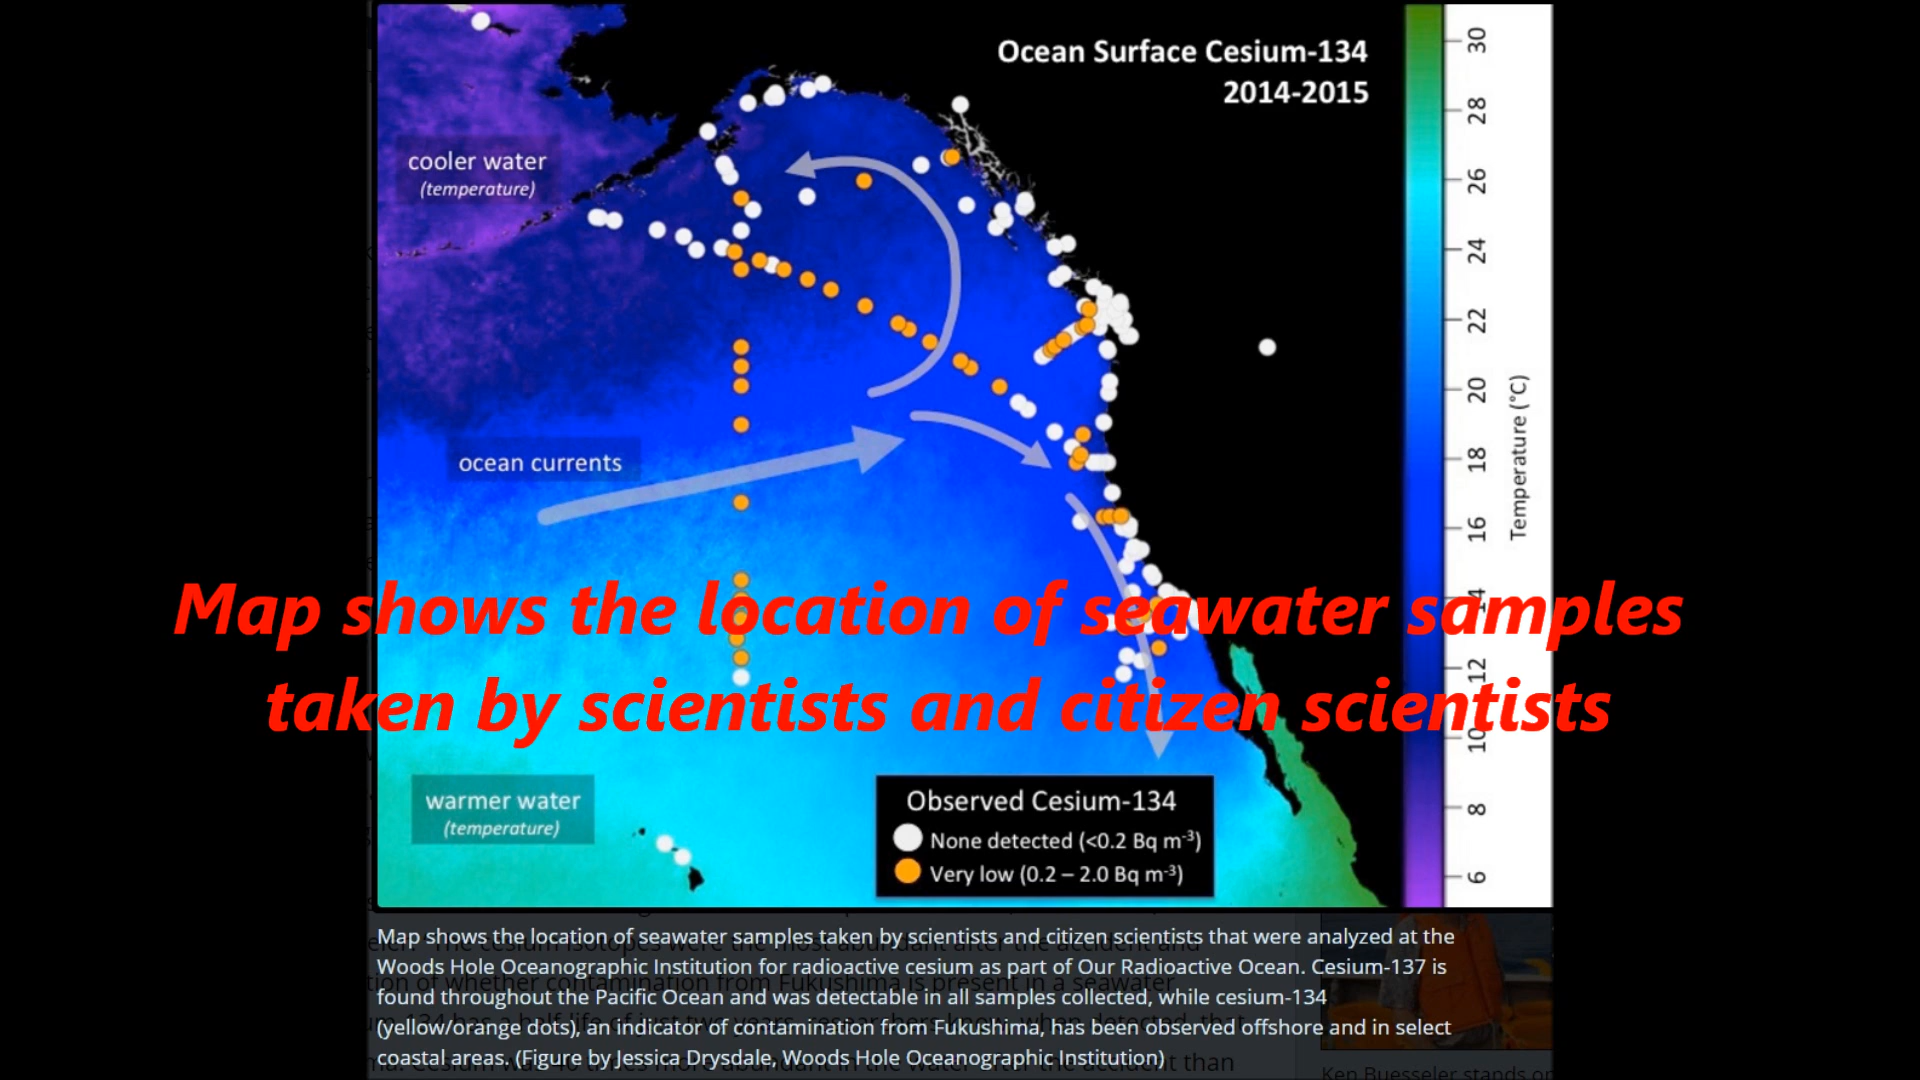 Ocean Surface Cesium-134
2014-2015
cooler water
(temperature)
ocean currents
warmer water
(temperature)
Observed Cesium-134
None detected (<0.2 Bq m⁻³)
Very low (0.2 – 2.0 Bq m⁻³)
30
28
26
24
22
20
18
16
14
12
10
8
6
Temperature (°C)
Map shows the location of seawater samples
taken by scientists and citizen scientists
Map shows the location of seawater samples taken by scientists and citizen scientists that were analyzed at the
Woods Hole Oceanographic Institution for radioactive cesium as part of Our Radioactive Ocean. Cesium-137 is
found throughout the Pacific Ocean and was detectable in all samples collected, while cesium-134
(yellow/orange dots), an indicator of contamination from Fukushima, has been observed offshore and in select
coastal areas. (Figure by Jessica Drysdale, Woods Hole Oceanographic Institution)
Ken Buesseler stands on